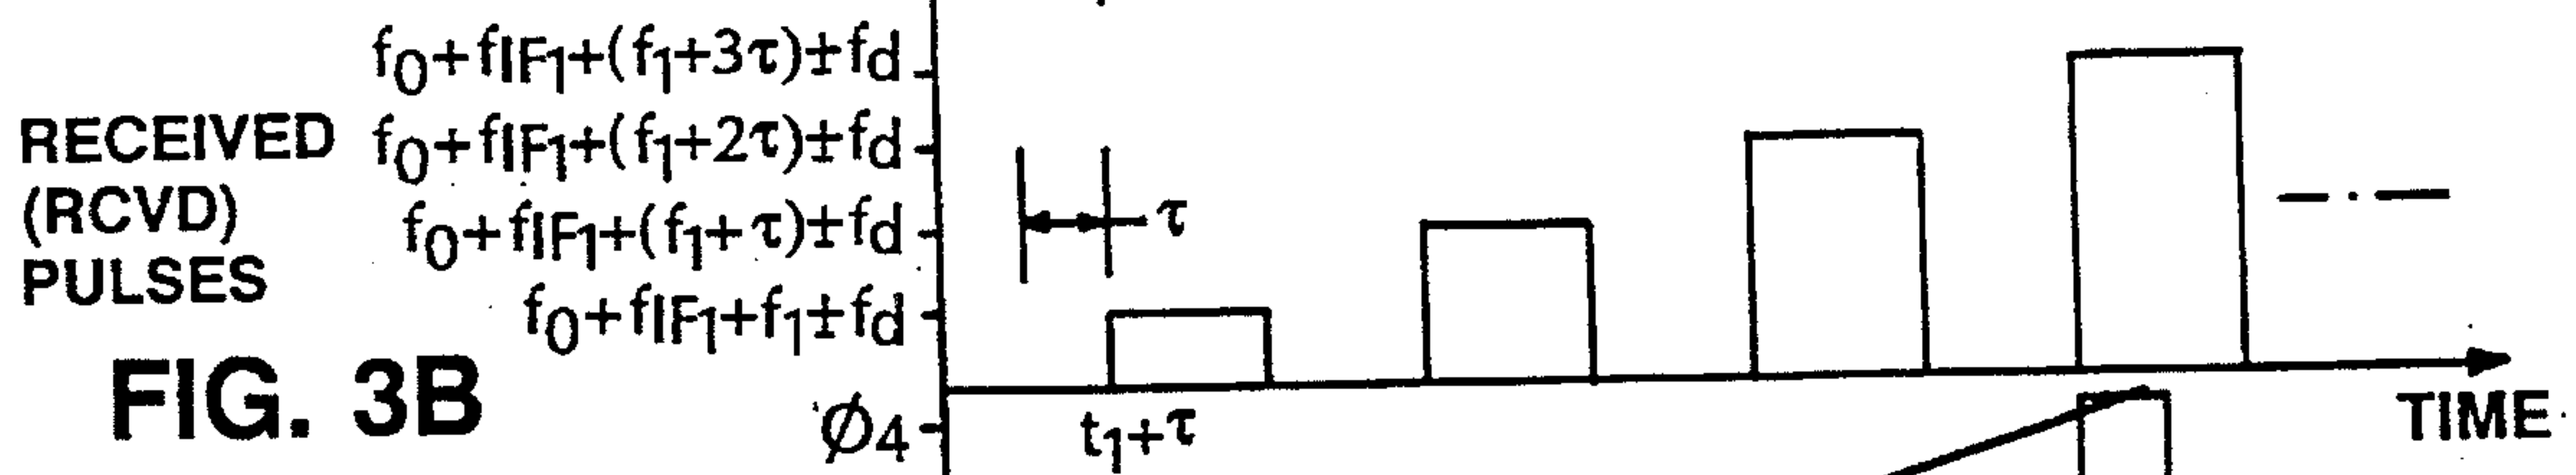 f0+fIF1+(f1+3τ)±fd
RECEIVED
(RCVD)
PULSES
f0+fIF1+(f1+2τ)±fd
f0+fIF1+(f1+τ)±fd
f0+fIF1+f1±fd
τ
FIG. 3B
Ø4
t1+τ
TIME